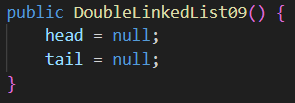 public DoubleLinkedList09() {
    head = null;
    tail = null;
}